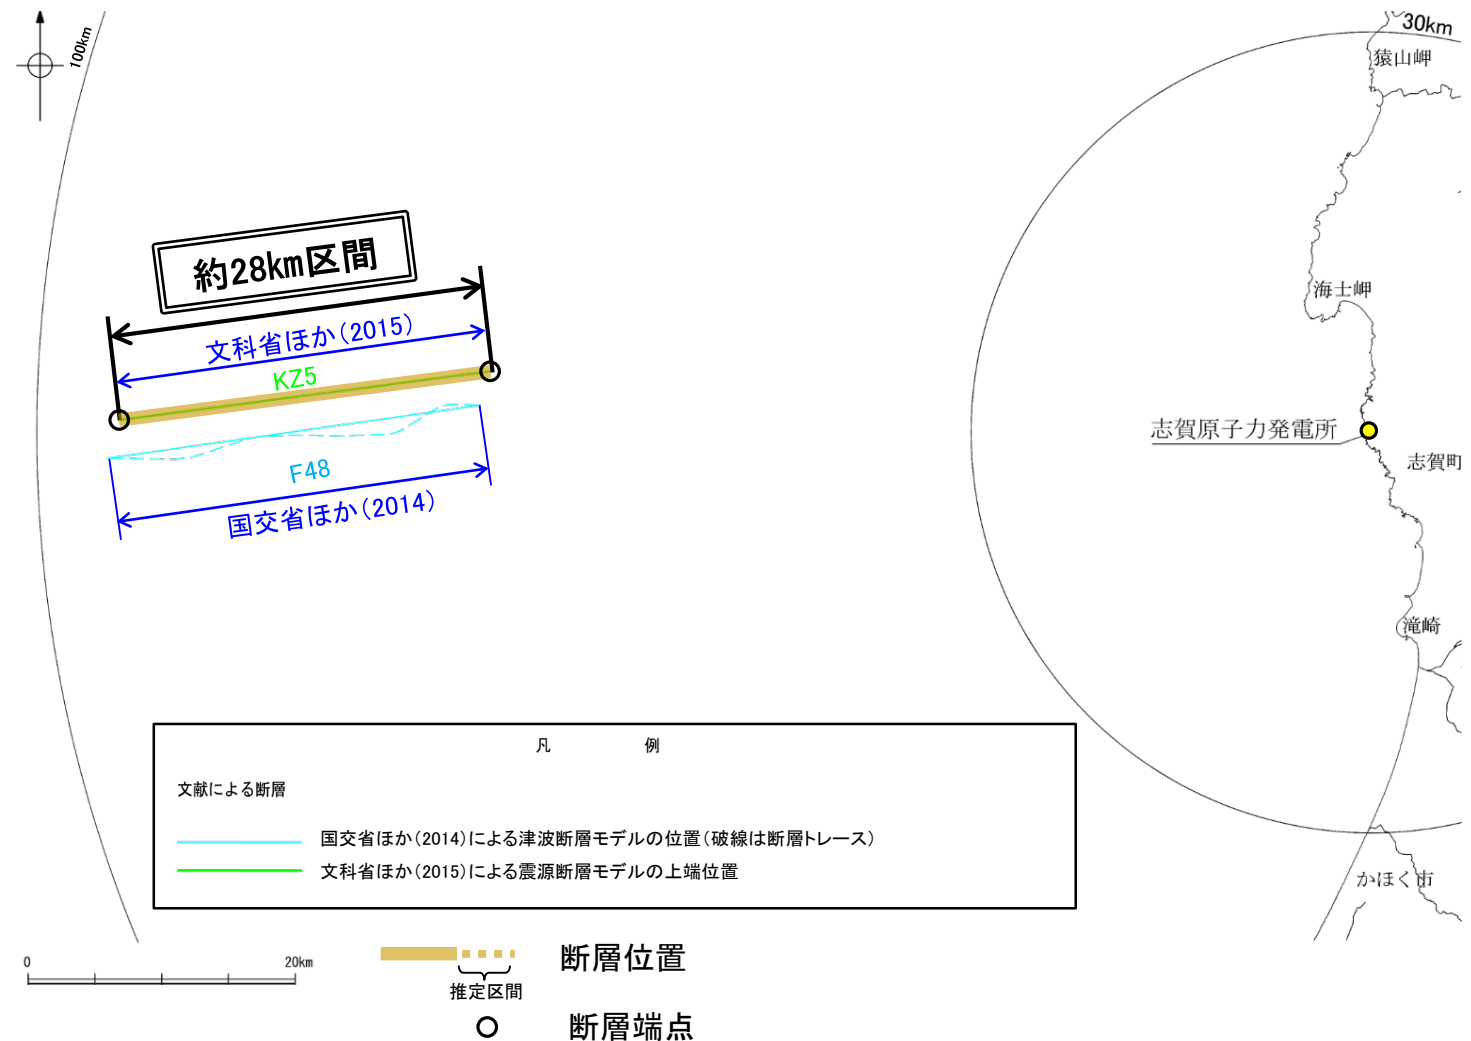 100km
30km
猿山岬
約28km区間
文科省ほか(2015)
KZ5
海士岬
F48
国交省ほか(2014)
志賀原子力発電所
志賀町
滝崎
凡 例
文献による断層
国交省ほか(2014)による津波断層モデルの位置(破線は断層トレース)
文科省ほか(2015)による震源断層モデルの上端位置
かほく市
0 20km
断層位置
推定区間
断層端点